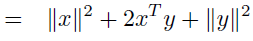 = ‖x‖² + 2xᵀy + ‖y‖²